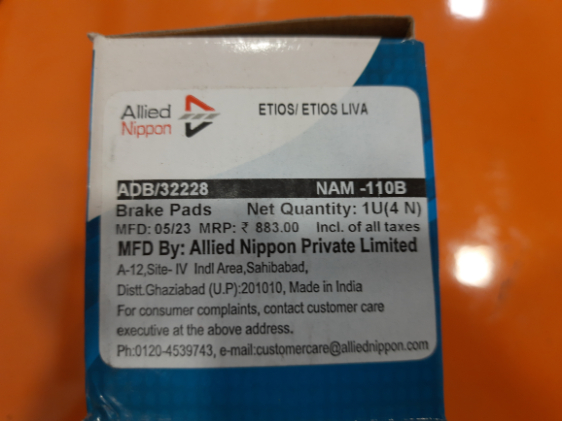 Allied
Nippon
ETIOS/ ETIOS LIVA
ADB/32228 NAM -110B
Brake Pads Net Quantity: 1U(4 N)
MFD: 05/23 MRP: ₹ 883.00 Incl. of all taxes
MFD By: Allied Nippon Private Limited
A-12,Site- IV Indl Area,Sahibabad,
Distt.Ghaziabad (U.P):201010, Made in India
For consumer complaints, contact customer care
executive at the above address.
Ph:0120-4539743, e-mail:customercare@alliednippon.com